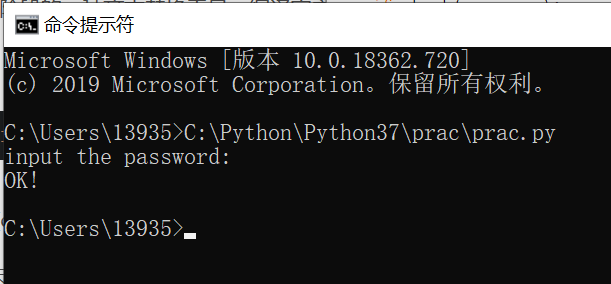 命令提示符
Microsoft Windows [版本 10.0.18362.720]
(c) 2019 Microsoft Corporation。保留所有权利。
C:\Users\13935>C:\Python\Python37\prac\prac.py
input the password:
OK!
C:\Users\13935>